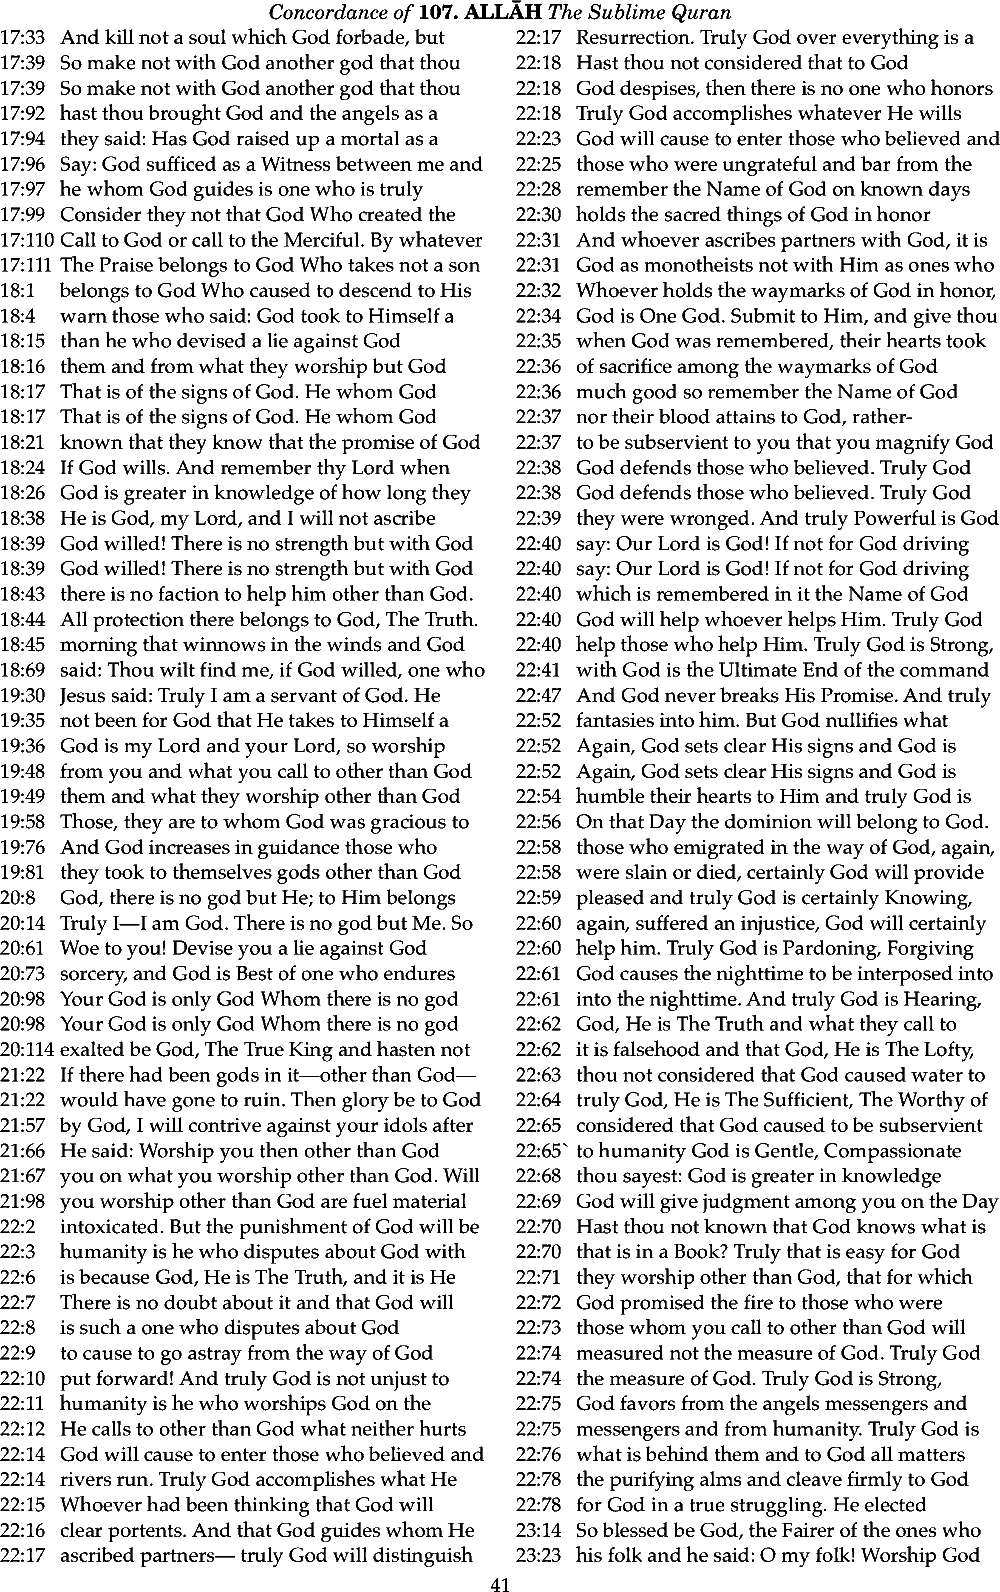 Concordance of 107. ALLĀH The Sublime Quran
17:33 And kill not a soul which God forbade, but
17:39 So make not with God another god that thou
17:39 So make not with God another god that thou
17:92 hast thou brought God and the angels as a
17:94 they said: Has God raised up a mortal as a
17:96 Say: God sufficed as a Witness between me and
17:97 he whom God guides is one who is truly
17:99 Consider they not that God Who created the
17:110 Call to God or call to the Merciful. By whatever
17:111 The Praise belongs to God Who takes not a son
18:1 belongs to God Who caused to descend to His
18:4 warn those who said: God took to Himself a
18:15 than he who devised a lie against God
18:16 them and from what they worship but God
18:17 That is of the signs of God. He whom God
18:17 That is of the signs of God. He whom God
18:21 known that they know that the promise of God
18:24 If God wills. And remember thy Lord when
18:26 God is greater in knowledge of how long they
18:38 He is God, my Lord, and I will not ascribe
18:39 God willed! There is no strength but with God
18:39 God willed! There is no strength but with God
18:43 there is no faction to help him other than God.
18:44 All protection there belongs to God, The Truth.
18:45 morning that winnows in the winds and God
18:69 said: Thou wilt find me, if God willed, one who
19:30 Jesus said: Truly I am a servant of God. He
19:35 not been for God that He takes to Himself a
19:36 God is my Lord and your Lord, so worship
19:48 from you and what you call to other than God
19:49 them and what they worship other than God
19:58 Those, they are to whom God was gracious to
19:76 And God increases in guidance those who
19:81 they took to themselves gods other than God
20:8 God, there is no god but He; to Him belongs
20:14 Truly I—I am God. There is no god but Me. So
20:61 Woe to you! Devise you a lie against God
20:73 sorcery, and God is Best of one who endures
20:98 Your God is only God Whom there is no god
20:98 Your God is only God Whom there is no god
20:114 exalted be God, The True King and hasten not
21:22 If there had been gods in it—other than God—
21:22 would have gone to ruin. Then glory be to God
21:57 by God, I will contrive against your idols after
21:66 He said: Worship you then other than God
21:67 you on what you worship other than God. Will
21:98 you worship other than God are fuel material
22:2 intoxicated. But the punishment of God will be
22:3 humanity is he who disputes about God with
22:6 is because God, He is The Truth, and it is He
22:7 There is no doubt about it and that God will
22:8 is such a one who disputes about God
22:9 to cause to go astray from the way of God
22:10 put forward! And truly God is not unjust to
22:11 humanity is he who worships God on the
22:12 He calls to other than God what neither hurts
22:14 God will cause to enter those who believed and
22:14 rivers run. Truly God accomplishes what He
22:15 Whoever had been thinking that God will
22:16 clear portents. And that God guides whom He
22:17 ascribed partners— truly God will distinguish
22:17 Resurrection. Truly God over everything is a
22:18 Hast thou not considered that to God
22:18 God despises, then there is no one who honors
22:18 Truly God accomplishes whatever He wills
22:23 God will cause to enter those who believed and
22:25 those who were ungrateful and bar from the
22:28 remember the Name of God on known days
22:30 holds the sacred things of God in honor
22:31 And whoever ascribes partners with God, it is
22:31 God as monotheists not with Him as ones who
22:32 Whoever holds the waymarks of God in honor,
22:34 God is One God. Submit to Him, and give thou
22:35 when God was remembered, their hearts took
22:36 of sacrifice among the waymarks of God
22:36 much good so remember the Name of God
22:37 nor their blood attains to God, rather-
22:37 to be subservient to you that you magnify God
22:38 God defends those who believed. Truly God
22:38 God defends those who believed. Truly God
22:39 they were wronged. And truly Powerful is God
22:40 say: Our Lord is God! If not for God driving
22:40 say: Our Lord is God! If not for God driving
22:40 which is remembered in it the Name of God
22:40 God will help whoever helps Him. Truly God
22:40 help those who help Him. Truly God is Strong,
22:41 with God is the Ultimate End of the command
22:47 And God never breaks His Promise. And truly
22:52 fantasies into him. But God nullifies what
22:52 Again, God sets clear His signs and God is
22:52 Again, God sets clear His signs and God is
22:54 humble their hearts to Him and truly God is
22:56 On that Day the dominion will belong to God.
22:58 those who emigrated in the way of God, again,
22:58 were slain or died, certainly God will provide
22:59 pleased and truly God is certainly Knowing,
22:60 again, suffered an injustice, God will certainly
22:60 help him. Truly God is Pardoning, Forgiving
22:61 God causes the nighttime to be interposed into
22:61 into the nighttime. And truly God is Hearing,
22:62 God, He is The Truth and what they call to
22:62 it is falsehood and that God, He is The Lofty,
22:63 thou not considered that God caused water to
22:64 truly God, He is The Sufficient, The Worthy of
22:65 considered that God caused to be subservient
22:65` to humanity God is Gentle, Compassionate
22:68 thou sayest: God is greater in knowledge
22:69 God will give judgment among you on the Day
22:70 Hast thou not known that God knows what is
22:70 that is in a Book? Truly that is easy for God
22:71 they worship other than God, that for which
22:72 God promised the fire to those who were
22:73 those whom you call to other than God will
22:74 measured not the measure of God. Truly God
22:74 the measure of God. Truly God is Strong,
22:75 God favors from the angels messengers and
22:75 messengers and from humanity. Truly God is
22:76 what is behind them and to God all matters
22:78 the purifying alms and cleave firmly to God
22:78 for God in a true struggling. He elected
23:14 So blessed be God, the Fairer of the ones who
23:23 his folk and he said: O my folk! Worship God
41